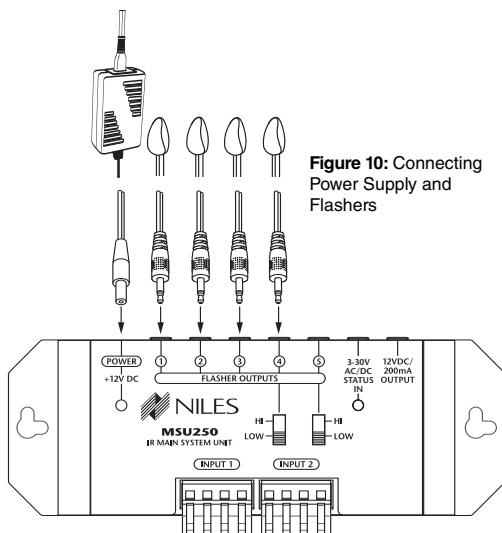 Figure 10: Connecting
Power Supply and
Flashers
POWER
+12V DC
1 2 3 4 5
FLASHER OUTPUTS
3-30V
AC/DC
STATUS
IN
12VDC/
200mA
OUTPUT
NILES
MSU250
IR MAIN SYSTEM UNIT
HI
LOW
HI
LOW
INPUT 1
INPUT 2